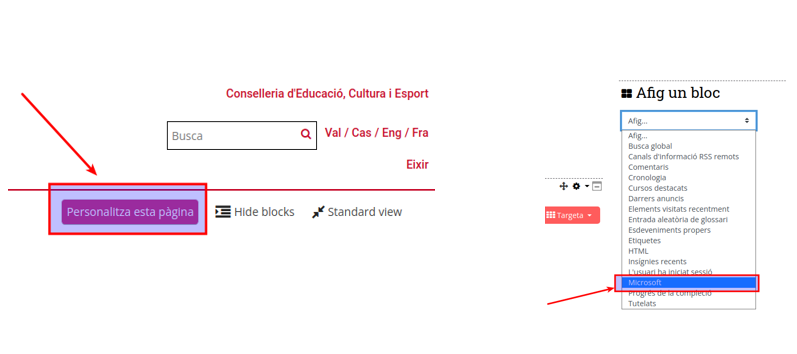 Conselleria d'Educació, Cultura i Esport
Busca
Val / Cas / Eng / Fra
Eixir
Personalitza esta pàgina
Hide blocks
Standard view
Targeta
Afig un bloc
Afig...
Afig...
Busca global
Canals d'informació RSS remots
Comentaris
Cronologia
Cursos destacats
Darrers anuncis
Elements visitats recentment
Entrada aleatòria de glossari
Esdeveniments propers
Etiquetes
HTML
Insígnies recents
L'usuari ha iniciat sessió
Microsoft
Progrés de la compleció
Tutelats